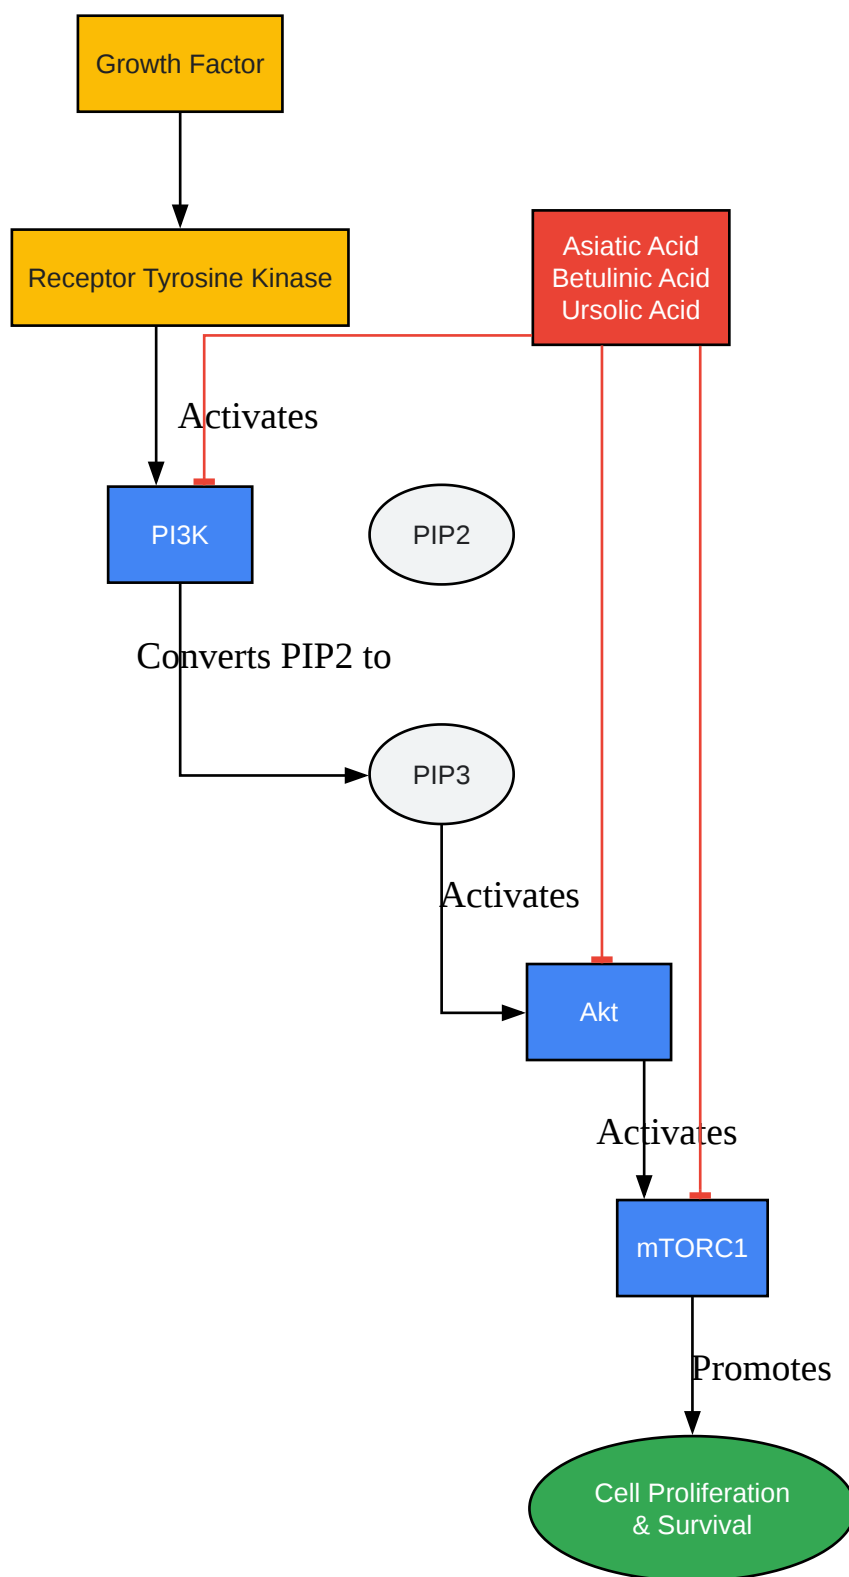 Growth Factor
Receptor Tyrosine Kinase
Asiatic Acid
Betulinic Acid
Ursolic Acid
Activates
PI3K
PIP2
Converts PIP2 to
PIP3
Activates
Akt
Activates
mTORC1
Promotes
Cell Proliferation
& Survival